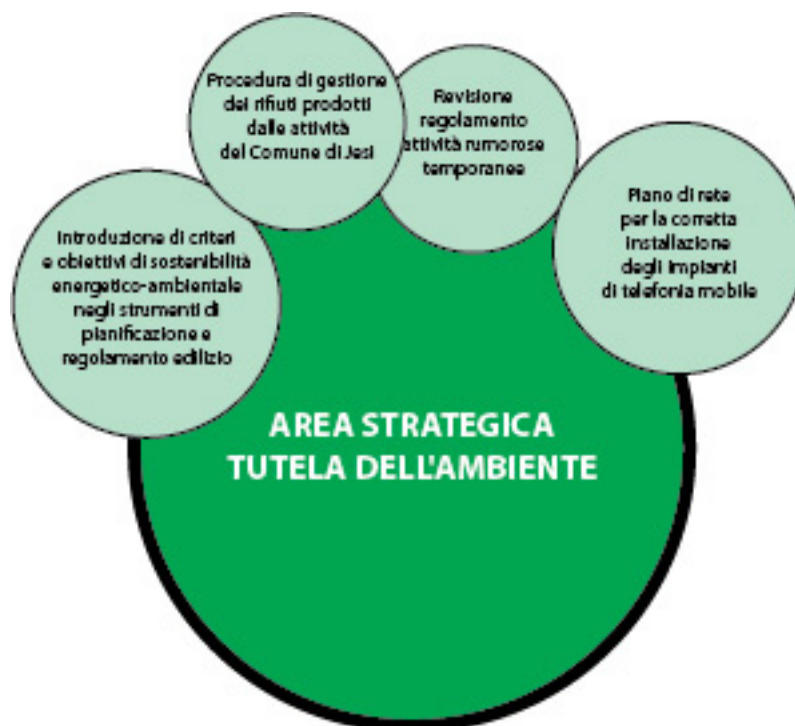 Procedura di gestione
dei rifiuti prodotti
dalle attività
del Comune di Jesi
Revisione
regolamento
attività rumorose
temporanee
Piano di rete
per la corretta
installazione
degli impianti
di telefonia mobile
Introduzione di criteri
e obiettivi di sostenibilità
energetico-ambientale
negli strumenti di
pianificazione e
regolamento edilizio
AREA STRATEGICA
TUTELA DELL'AMBIENTE